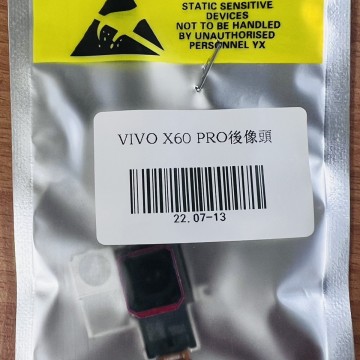 STATIC SENSITIVE
DEVICES
NOT TO BE HANDLED
BY UNAUTHORISED
PERSONNEL YX
VIVO X60 PRO後像頭
22.07-13